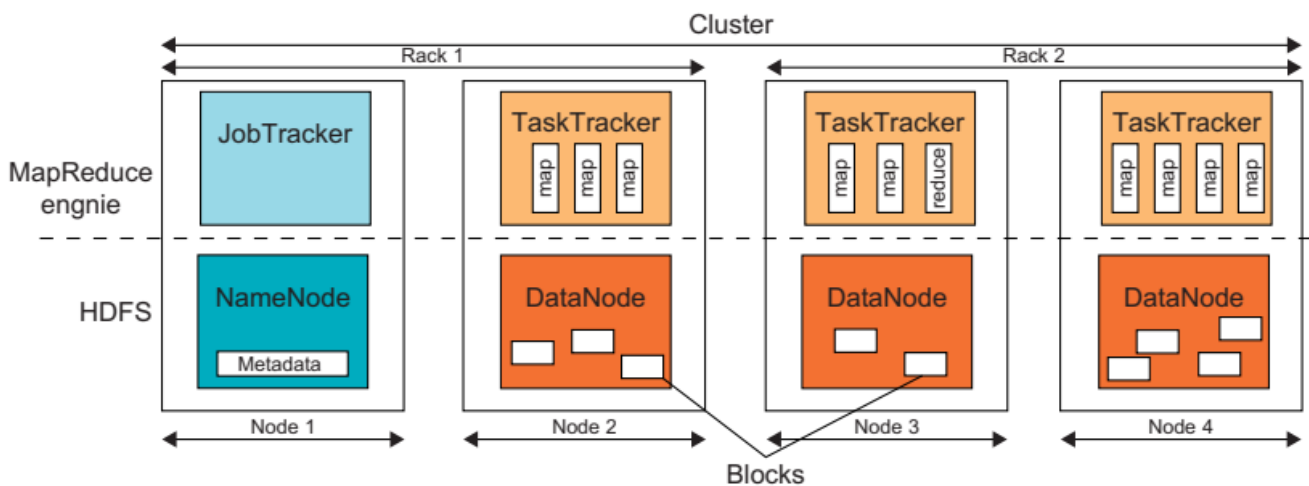 Cluster
Rack 1
Rack 2
JobTracker
TaskTracker
map
map
map
TaskTracker
map
map
reduce
TaskTracker
map
map
map
map
MapReduce
engnie
HDFS
NameNode
Metadata
DataNode
DataNode
DataNode
Node 1
Node 2
Node 3
Node 4
Blocks